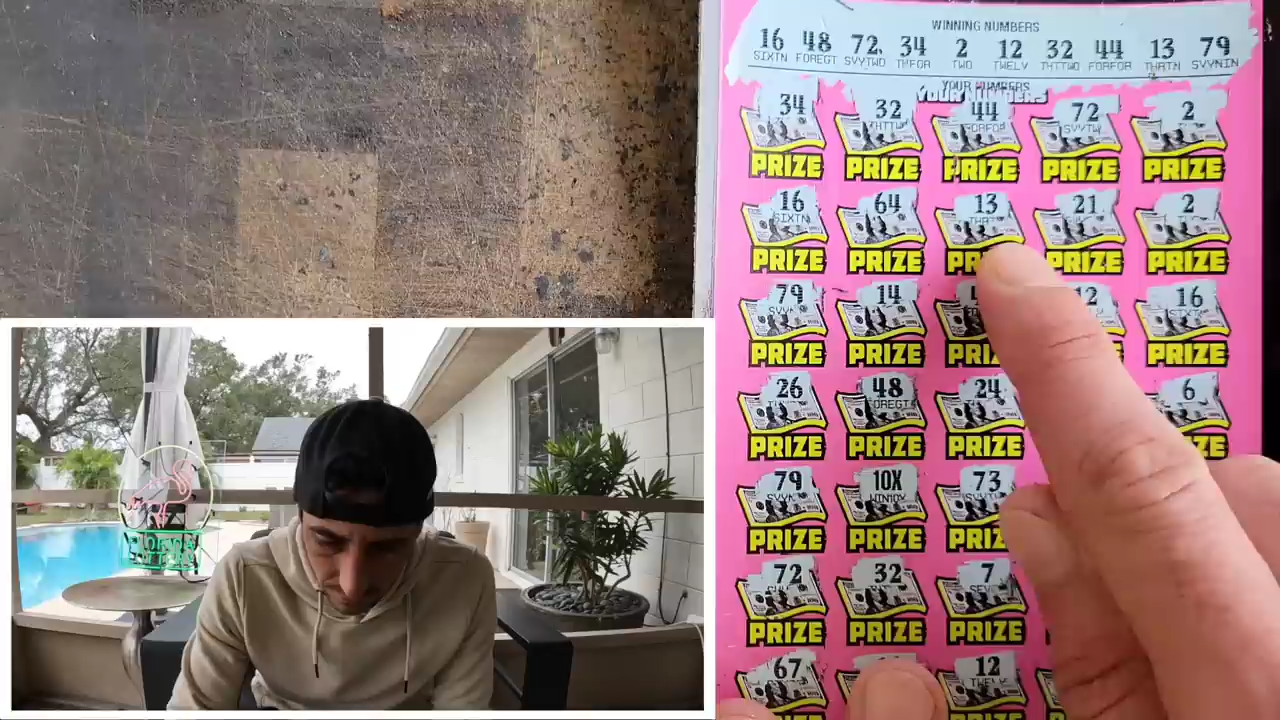 WINNING NUMBERS
16 48 72 34 2 12 32 44 13 79
SIXTN FOREGT SVYTWO THFOR TWO TWELV THTTWO FORFOR THRTN SVYNIN
YOUR NUMBERS
34 32 44 72 2
PRIZE PRIZE PRIZE PRIZE PRIZE
16 64 13 21 2
SIXTN
PRIZE PRIZE PRIZE PRIZE
79 14 12 16
PRIZE PRIZE PRIZE
26 48 24 6
FOREGT
PRIZE PRIZE PRIZE
79 10X 73
PRIZE PRIZE PRIZE
72 32 7
PRIZE PRIZE PRIZE
67 12